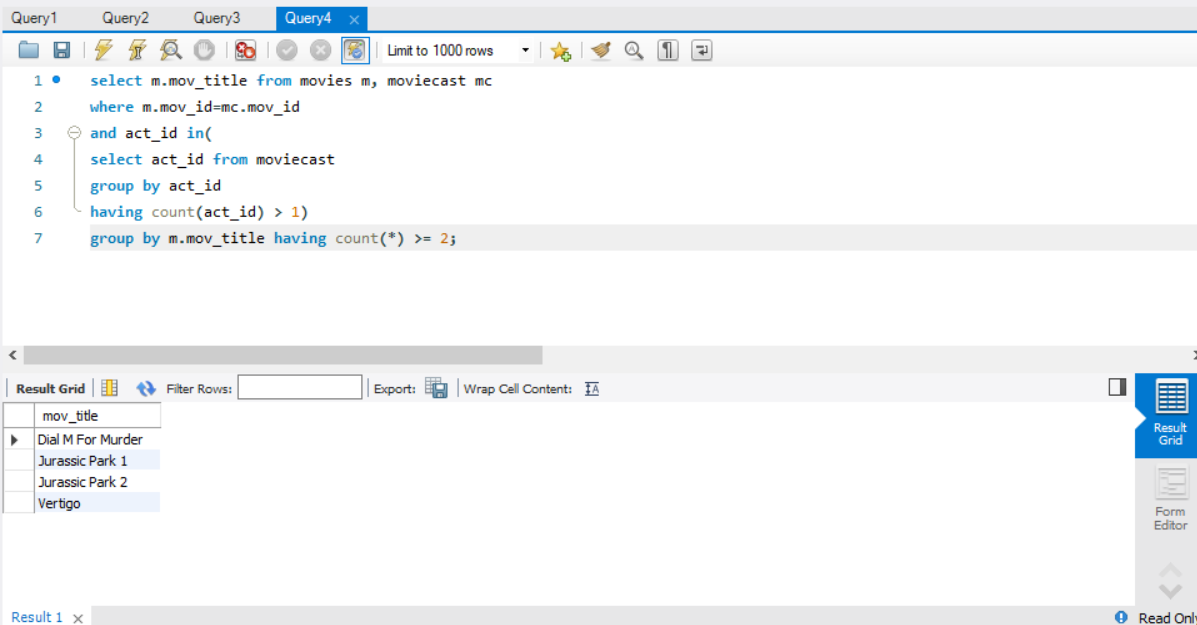 Query1 Query2 Query3 Query4
Limit to 1000 rows
1 select m.mov_title from movies m, moviecast mc
2 where m.mov_id=mc.mov_id
3 and act_id in(
4 select act_id from moviecast
5 group by act_id
6 having count(act_id) > 1)
7 group by m.mov_title having count(*) >= 2;
Result Grid Filter Rows: Export: Wrap Cell Content: IA
mov_title
Dial M For Murder
Jurassic Park 1
Jurassic Park 2
Vertigo
Result
Grid
Form
Editor
Result 1 Read Only